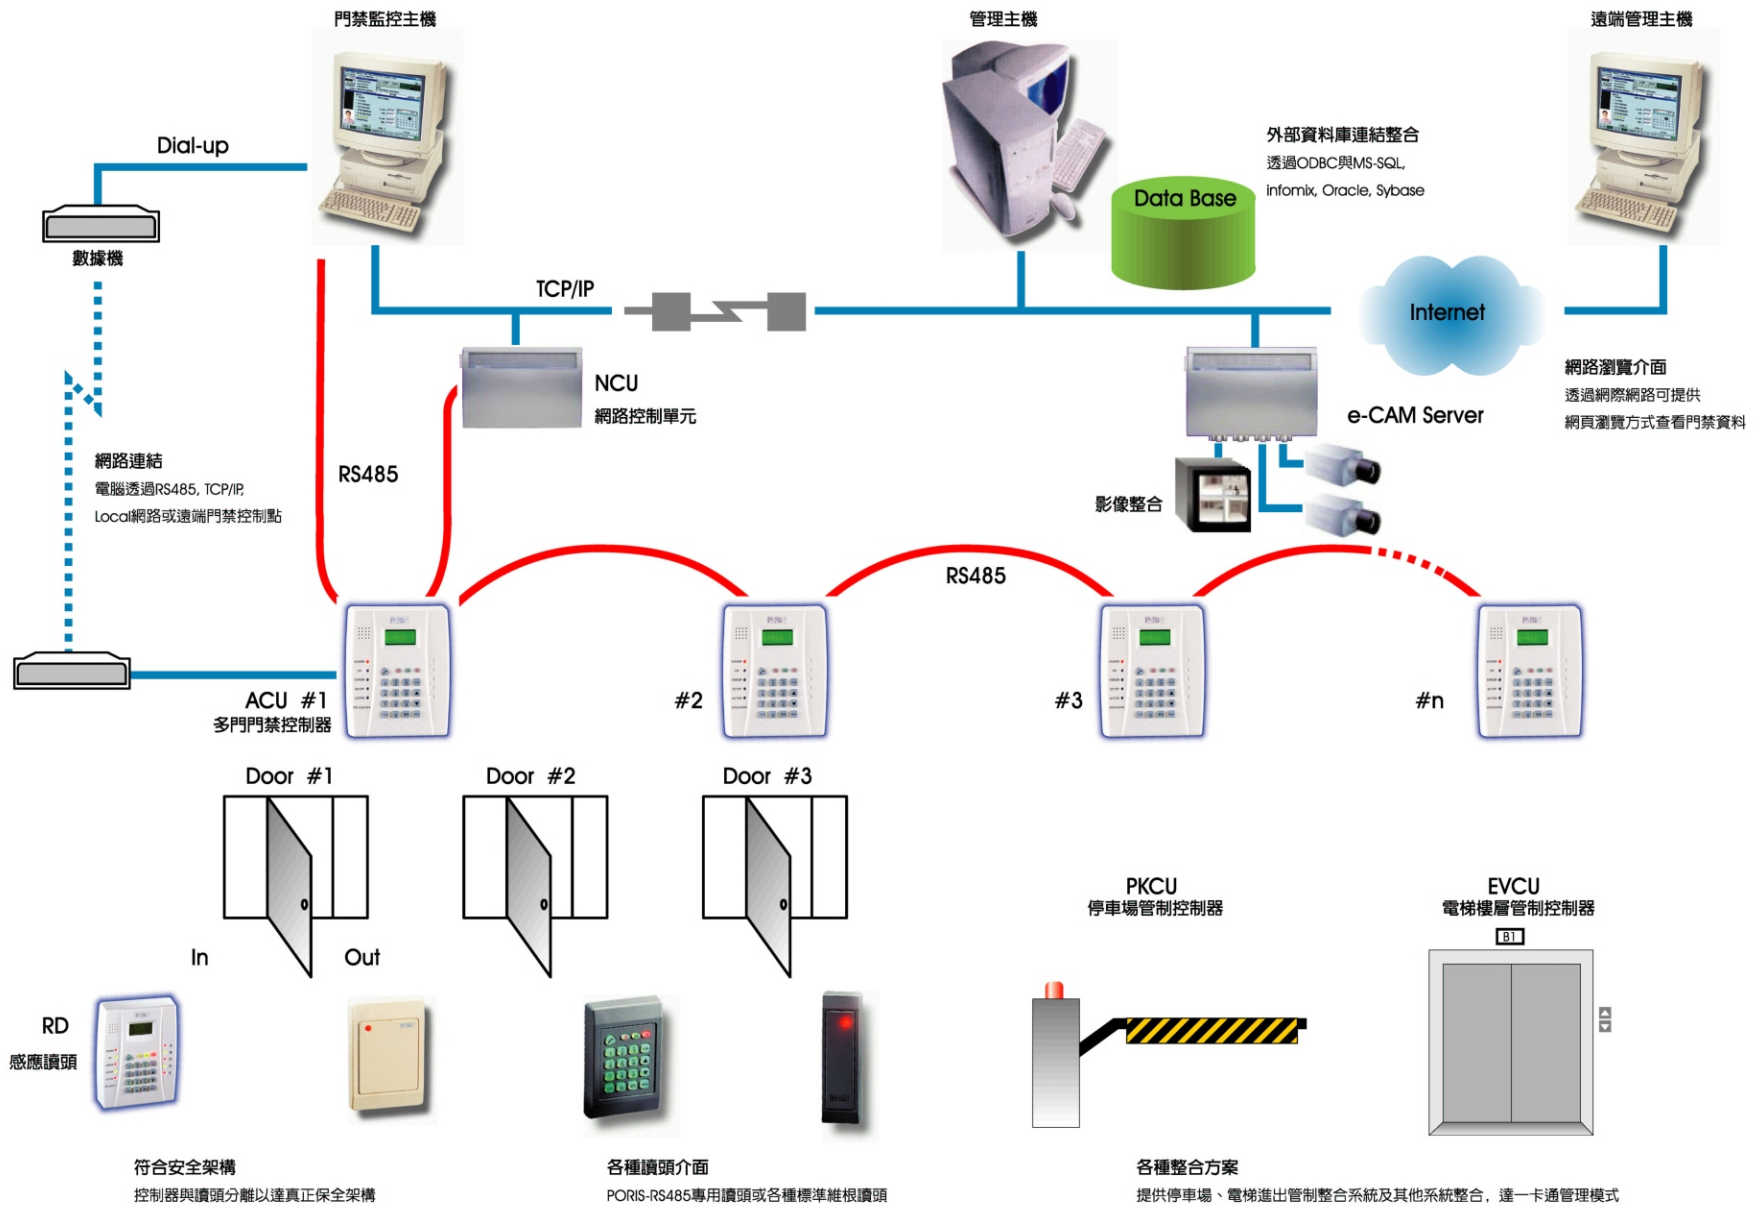 門禁監控主機
管理主機
遠端管理主機
Dial-up
數據機
外部資料庫連結整合
透過ODBC與MS-SQL,
infomix, Oracle, Sybase
Data Base
TCP/IP
Internet
NCU
網路控制單元
e-CAM Server
網路瀏覽介面
透過網際網路可提供
網頁瀏覽方式查看門禁資料
網路連結
電腦透過RS485, TCP/IP,
Local網路或遠端門禁控制點
RS485
影像整合
RS485
ACU #1
多門門禁控制器
#2
#3
#n
Door #1
Door #2
Door #3
In
Out
PKCU
停車場管制控制器
EVCU
電梯樓層管制控制器
B1
RD
感應讀頭
符合安全架構
控制器與讀頭分離以達真正保全架構
各種讀頭介面
PORIS-RS485專用讀頭或各種標準維根讀頭
各種整合方案
提供停車場、電梯進出管制整合系統及其他系統整合, 達一卡通管理模式